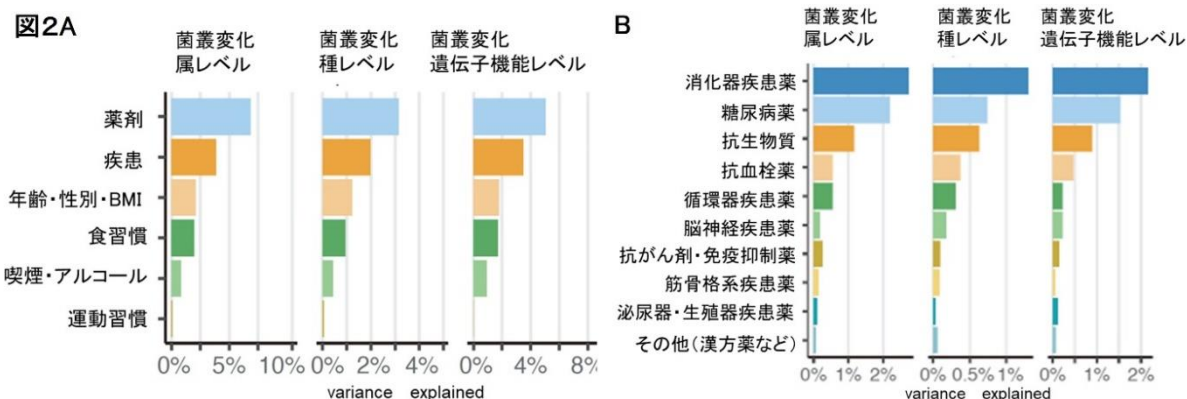 図2A
菌叢変化
属レベル
菌叢変化
種レベル
菌叢変化
遺伝子機能レベル
薬剤
疾患
年齢・性別・BMI
食習慣
喫煙・アルコール
運動習慣
0% 5% 10%
0% 2% 4%
0% 4% 8%
variance explained
B
菌叢変化
属レベル
菌叢変化
種レベル
菌叢変化
遺伝子機能レベル
消化器疾患薬
糖尿病薬
抗生物質
抗血栓薬
循環器疾患薬
脳神経疾患薬
抗がん剤・免疫抑制薬
筋骨格系疾患薬
泌尿器・生殖器疾患薬
その他(漢方薬など)
0% 1% 2%
0% 0.5% 1%
0% 1% 2%
variance explained